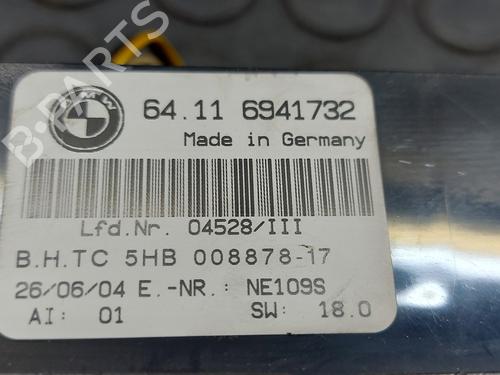 BMW
64.11 6941732
Made in Germany
Lfd.Nr. 04528/III
B.H.TC 5HB 008878-17
26/06/04 E.-NR.: NE109S
AI: 01 SW: 18.0
B-PARTS